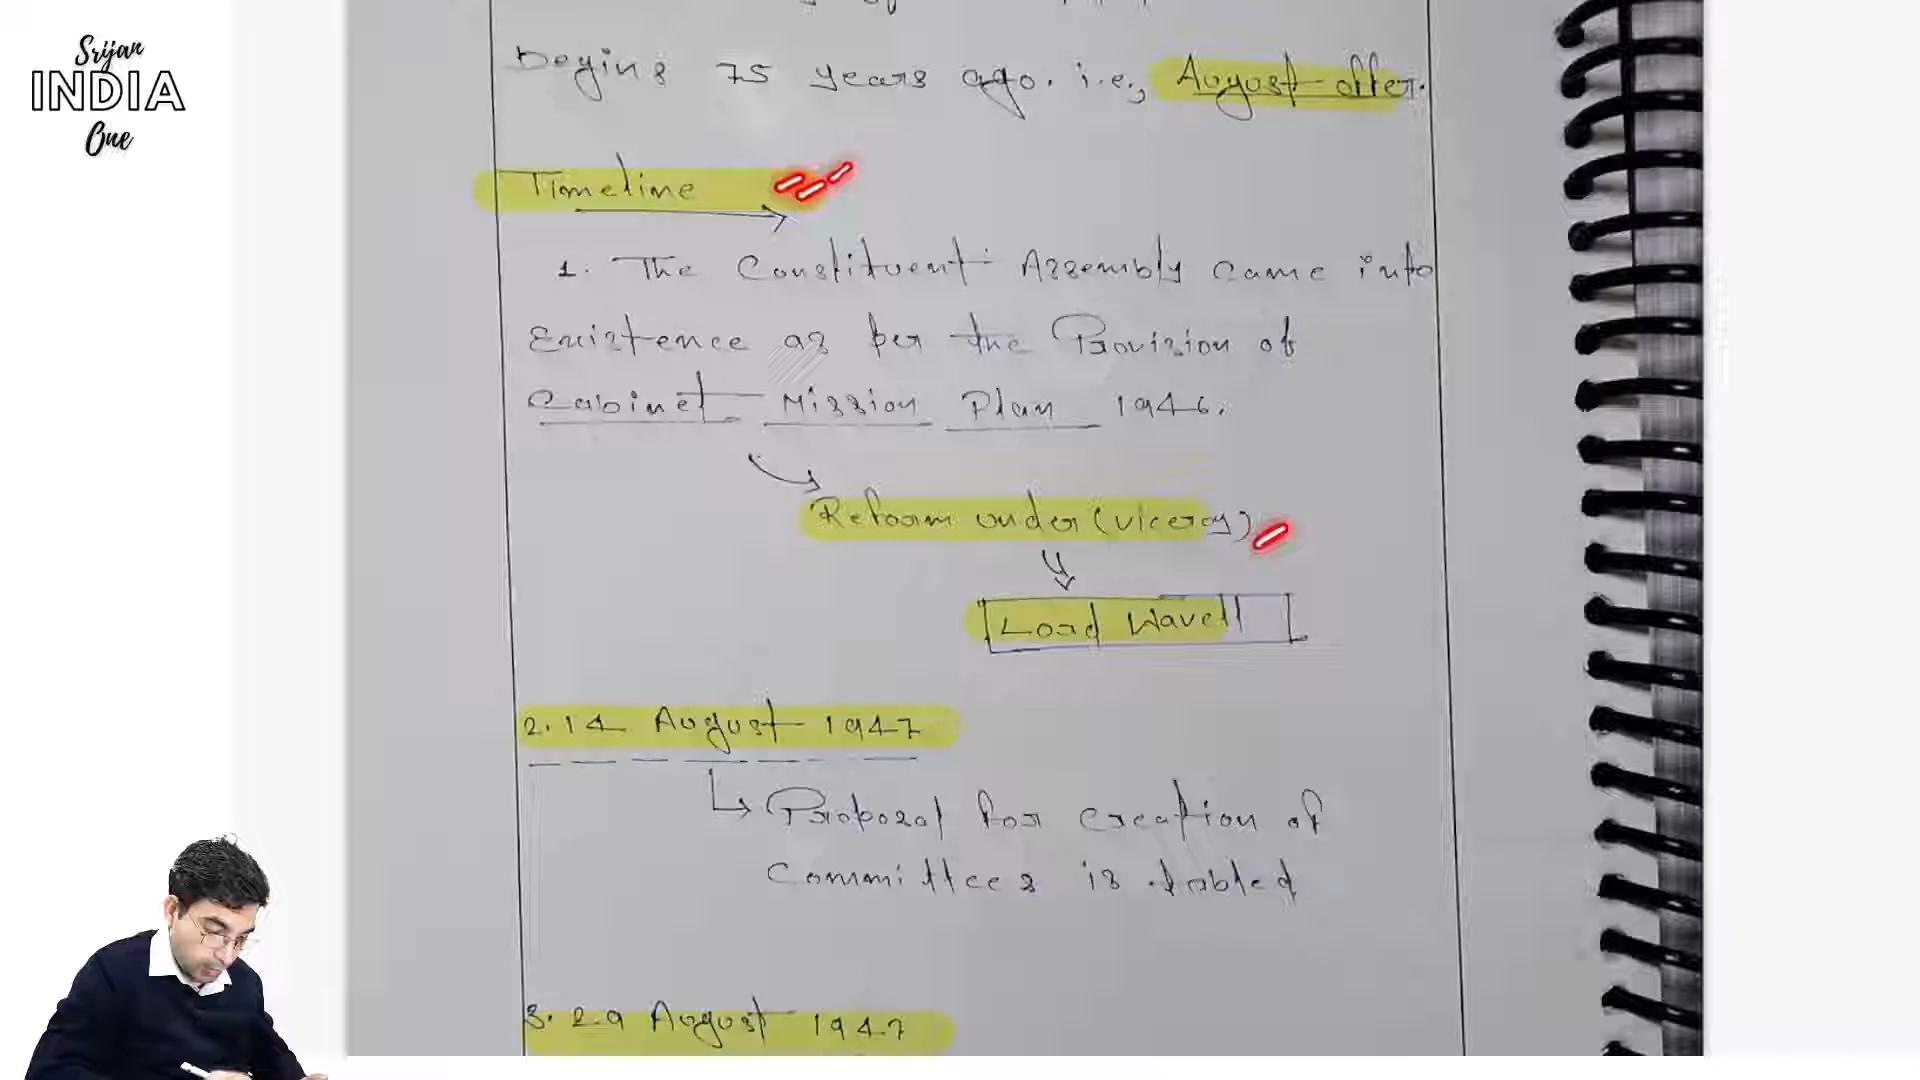 Srijan
INDIA
One
Begins 75 years ago. i.e., August offer.
Timeline
1. The Constituent Assembly came into
Existence as per the Provision of
Cabinet Mission Plan 1946.
Reform under (viceroy)
Lord Wavell
2. 14 August 1947
Proposal for creation of
Committees is tabled
3. 29 August 1947